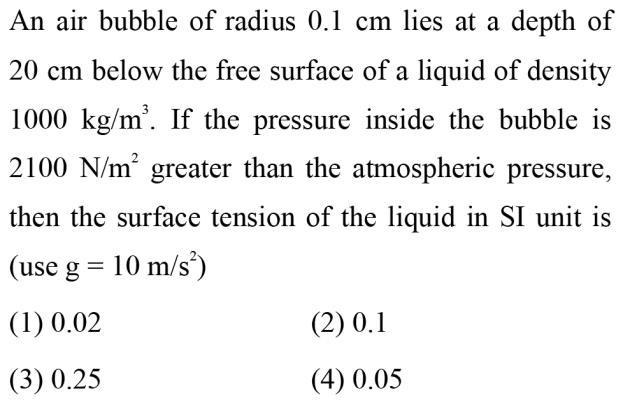 An air bubble of radius 0.1 cm lies at a depth of
20 cm below the free surface of a liquid of density
1000 kg/m³. If the pressure inside the bubble is
2100 N/m² greater than the atmospheric pressure,
then the surface tension of the liquid in SI unit is
(use g = 10 m/s²)
(1) 0.02 (2) 0.1
(3) 0.25 (4) 0.05